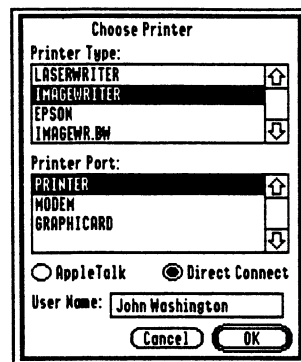 Choose Printer
Printer Type:
LASERWRITER
IMAGEWRITER
EPSON
IMAGEWR.BW
Printer Port:
PRINTER
MODEM
GRAPHICARD
AppleTalk Direct Connect
User Name: John Washington
Cancel OK